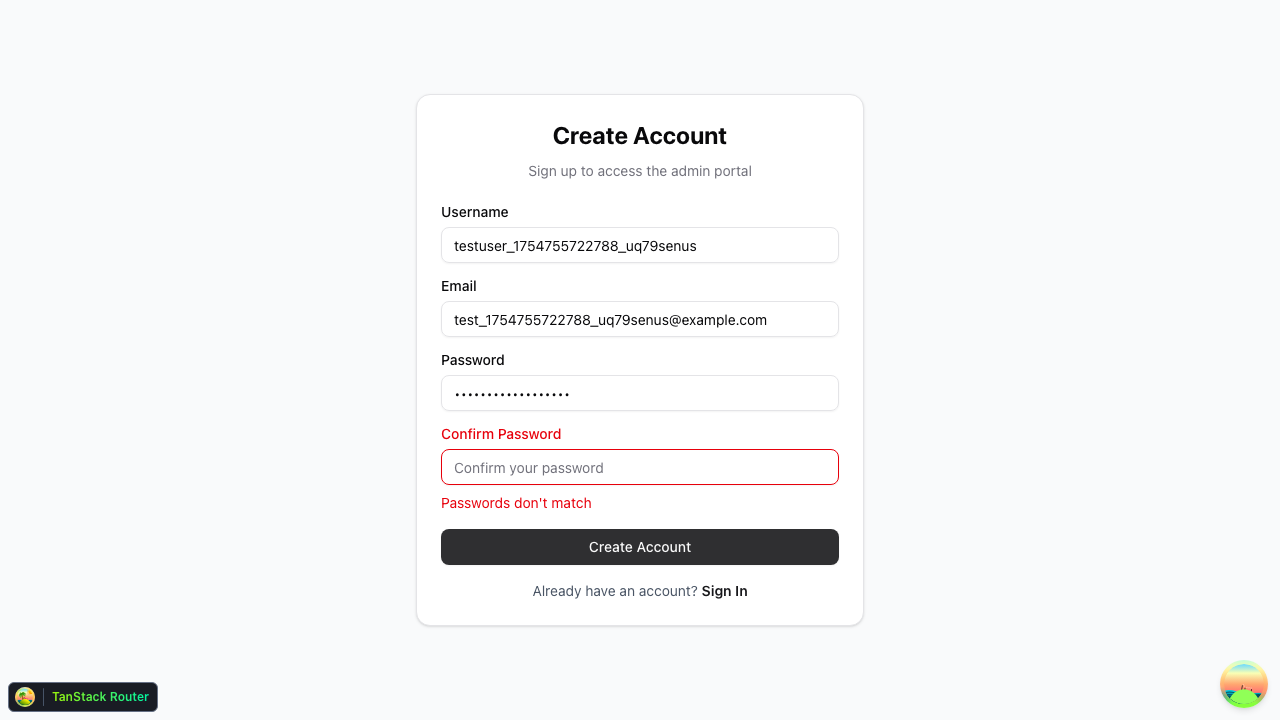 Create Account
Sign up to access the admin portal
Username
testuser_1754755722788_uq79senus
Email
test_1754755722788_uq79senus@example.com
Password
••••••••••••••••••
Confirm Password
Confirm your password
Passwords don't match
Create Account
Already have an account? Sign In
TanStack Router